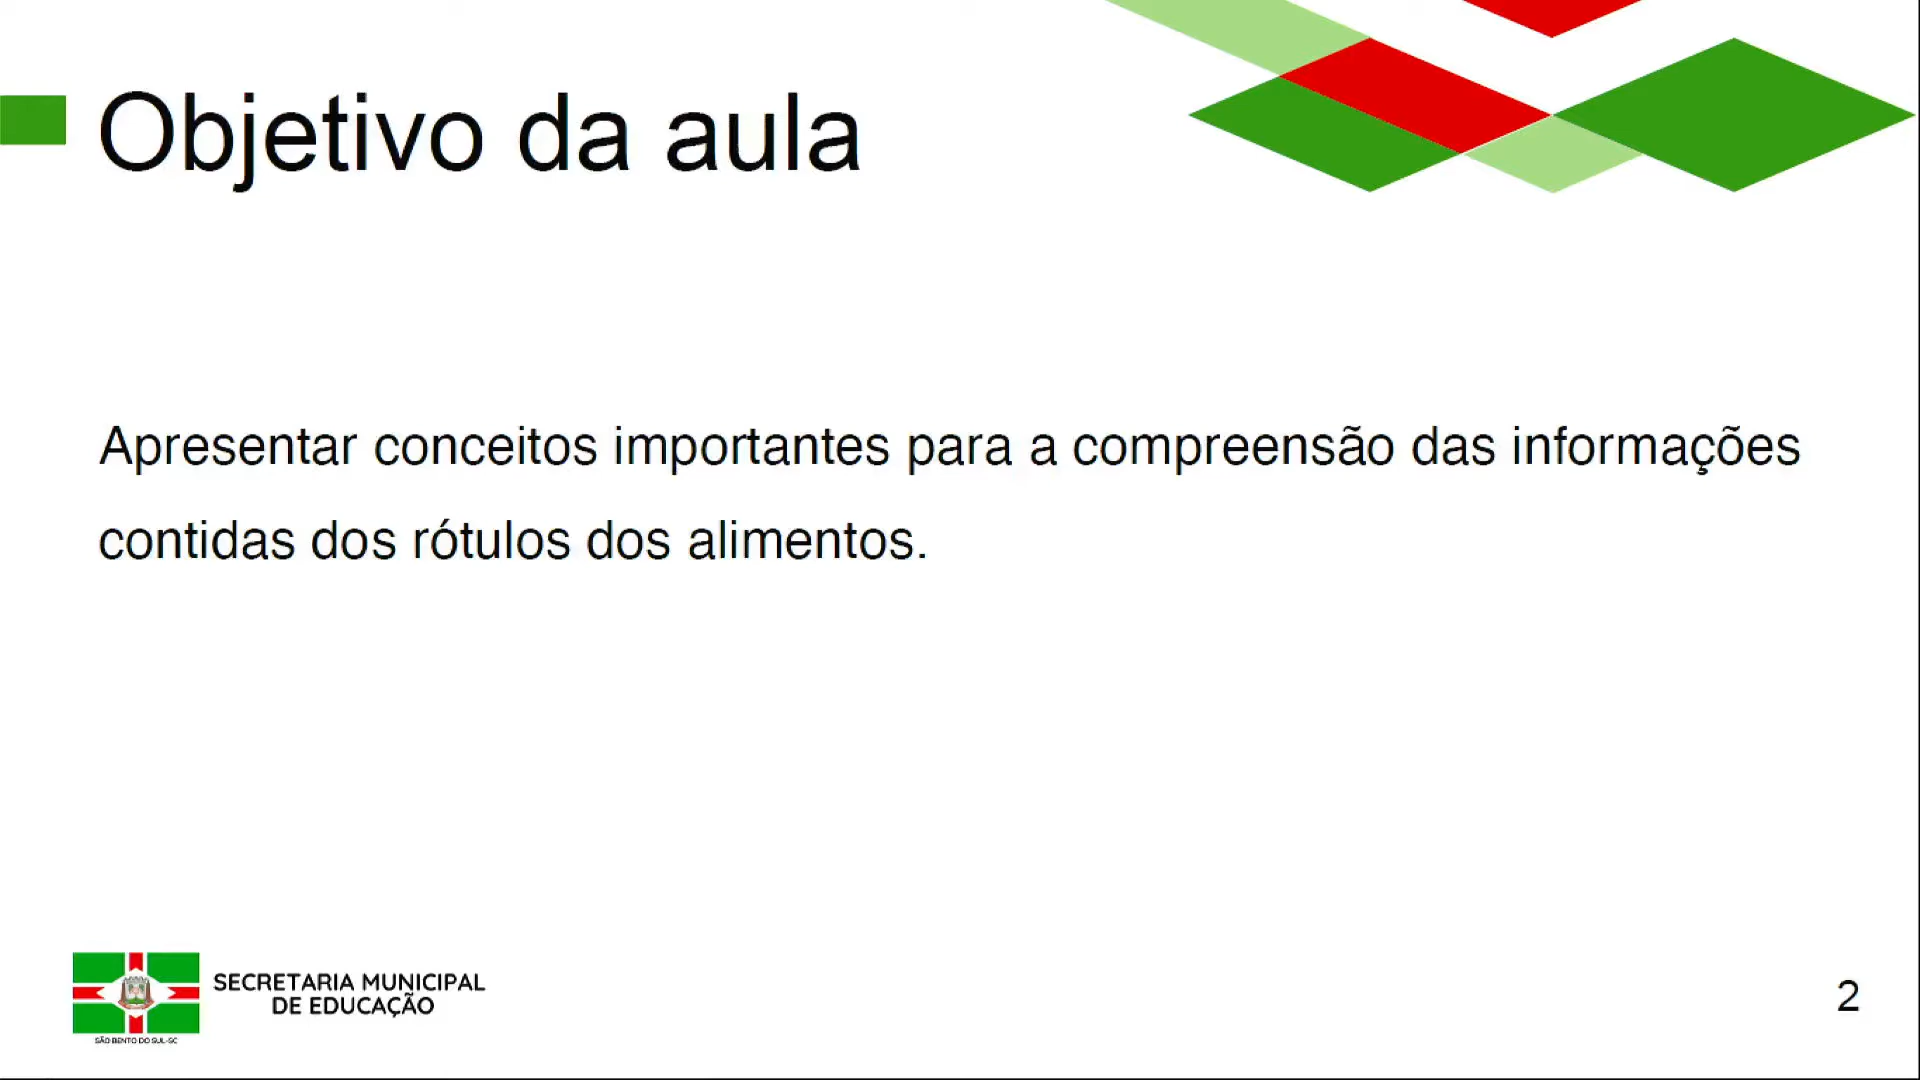 Objetivo da aula
Apresentar conceitos importantes para a compreensão das informações
contidas dos rótulos dos alimentos.
SECRETARIA MUNICIPAL
DE EDUCAÇÃO
SÃO BENTO DO SUL-SC
2